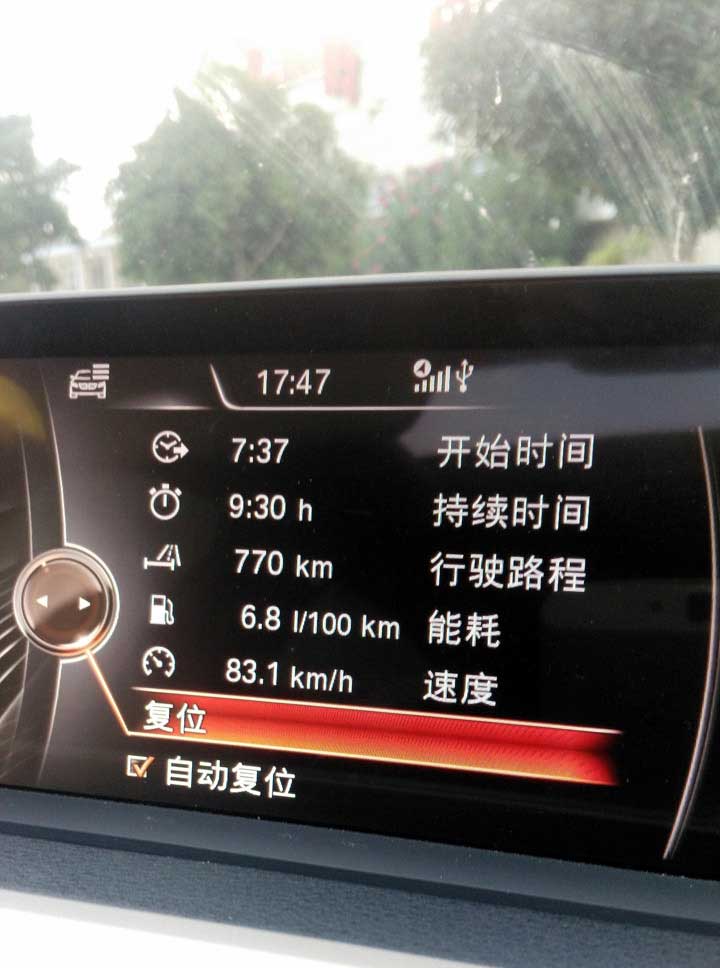 17:47
7:37 开始时间
9:30 h 持续时间
770 km 行驶路程
6.8 l/100 km 能耗
83.1 km/h 速度
复位
自动复位